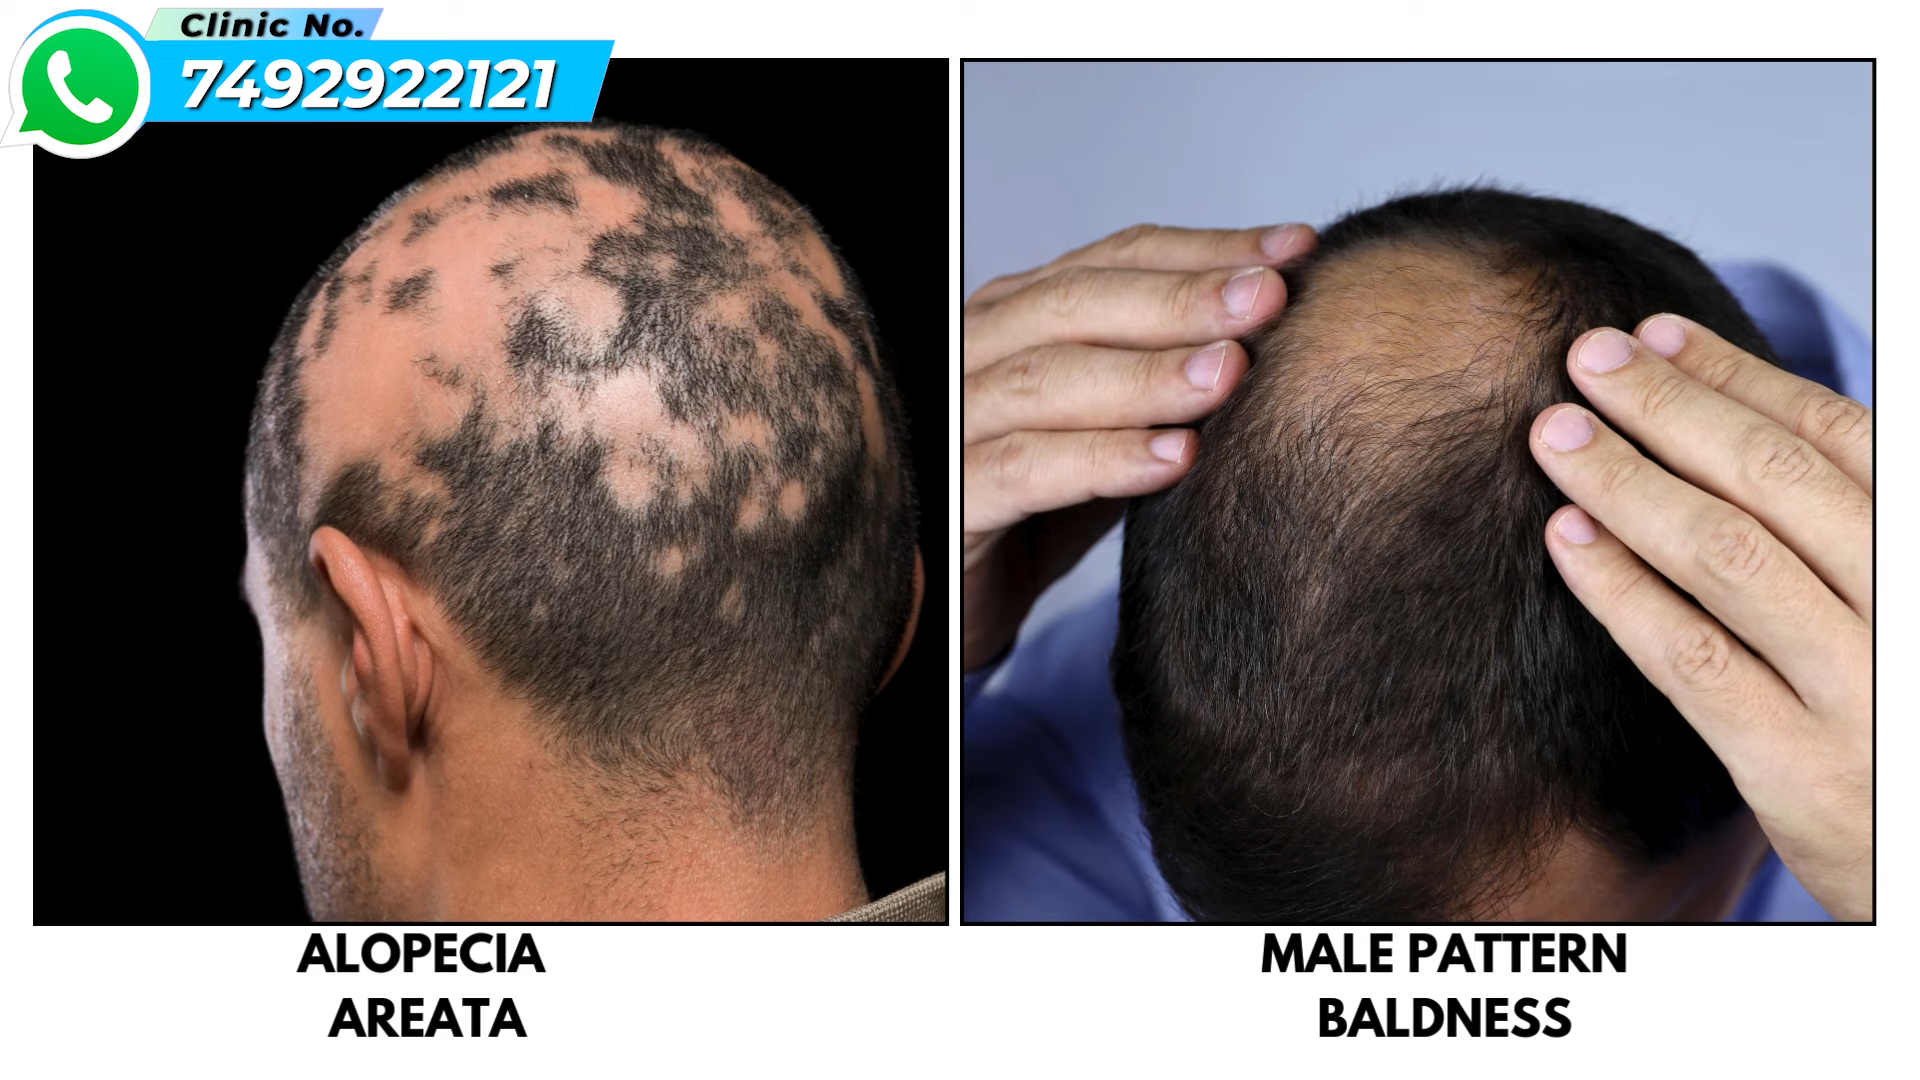 Clinic No.
7492922121
ALOPECIA
AREATA
MALE PATTERN
BALDNESS